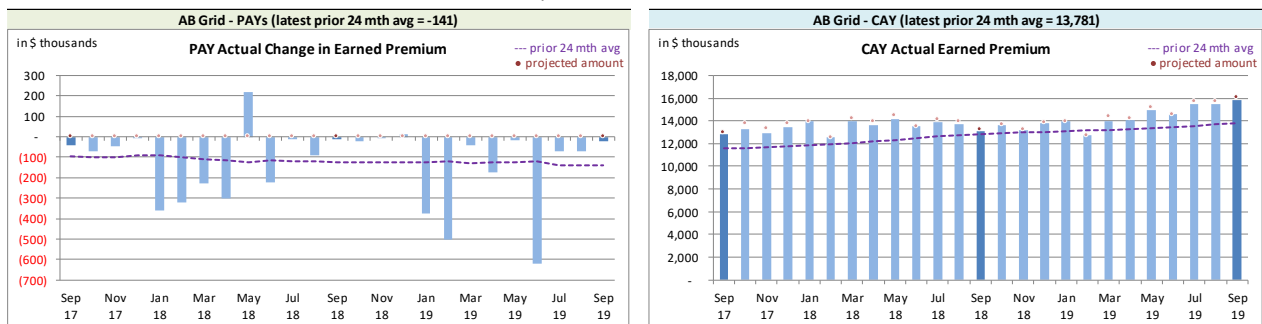 AB Grid - PAYs (latest prior 24 mth avg = -141)
in $ thousands
PAY Actual Change in Earned Premium
--- prior 24 mth avg
• projected amount
300
200
100
-
(100)
(200)
(300)
(400)
(500)
(600)
(700)
Sep Nov Jan Mar May Jul Sep Nov Jan Mar May Jul Sep
17 17 18 18 18 18 18 18 19 19 19 19 19
AB Grid - CAY (latest prior 24 mth avg = 13,781)
in $ thousands
CAY Actual Earned Premium
--- prior 24 mth avg
• projected amount
18,000
16,000
14,000
12,000
10,000
8,000
6,000
4,000
2,000
-
Sep Nov Jan Mar May Jul Sep Nov Jan Mar May Jul Sep
17 17 18 18 18 18 18 18 19 19 19 19 19